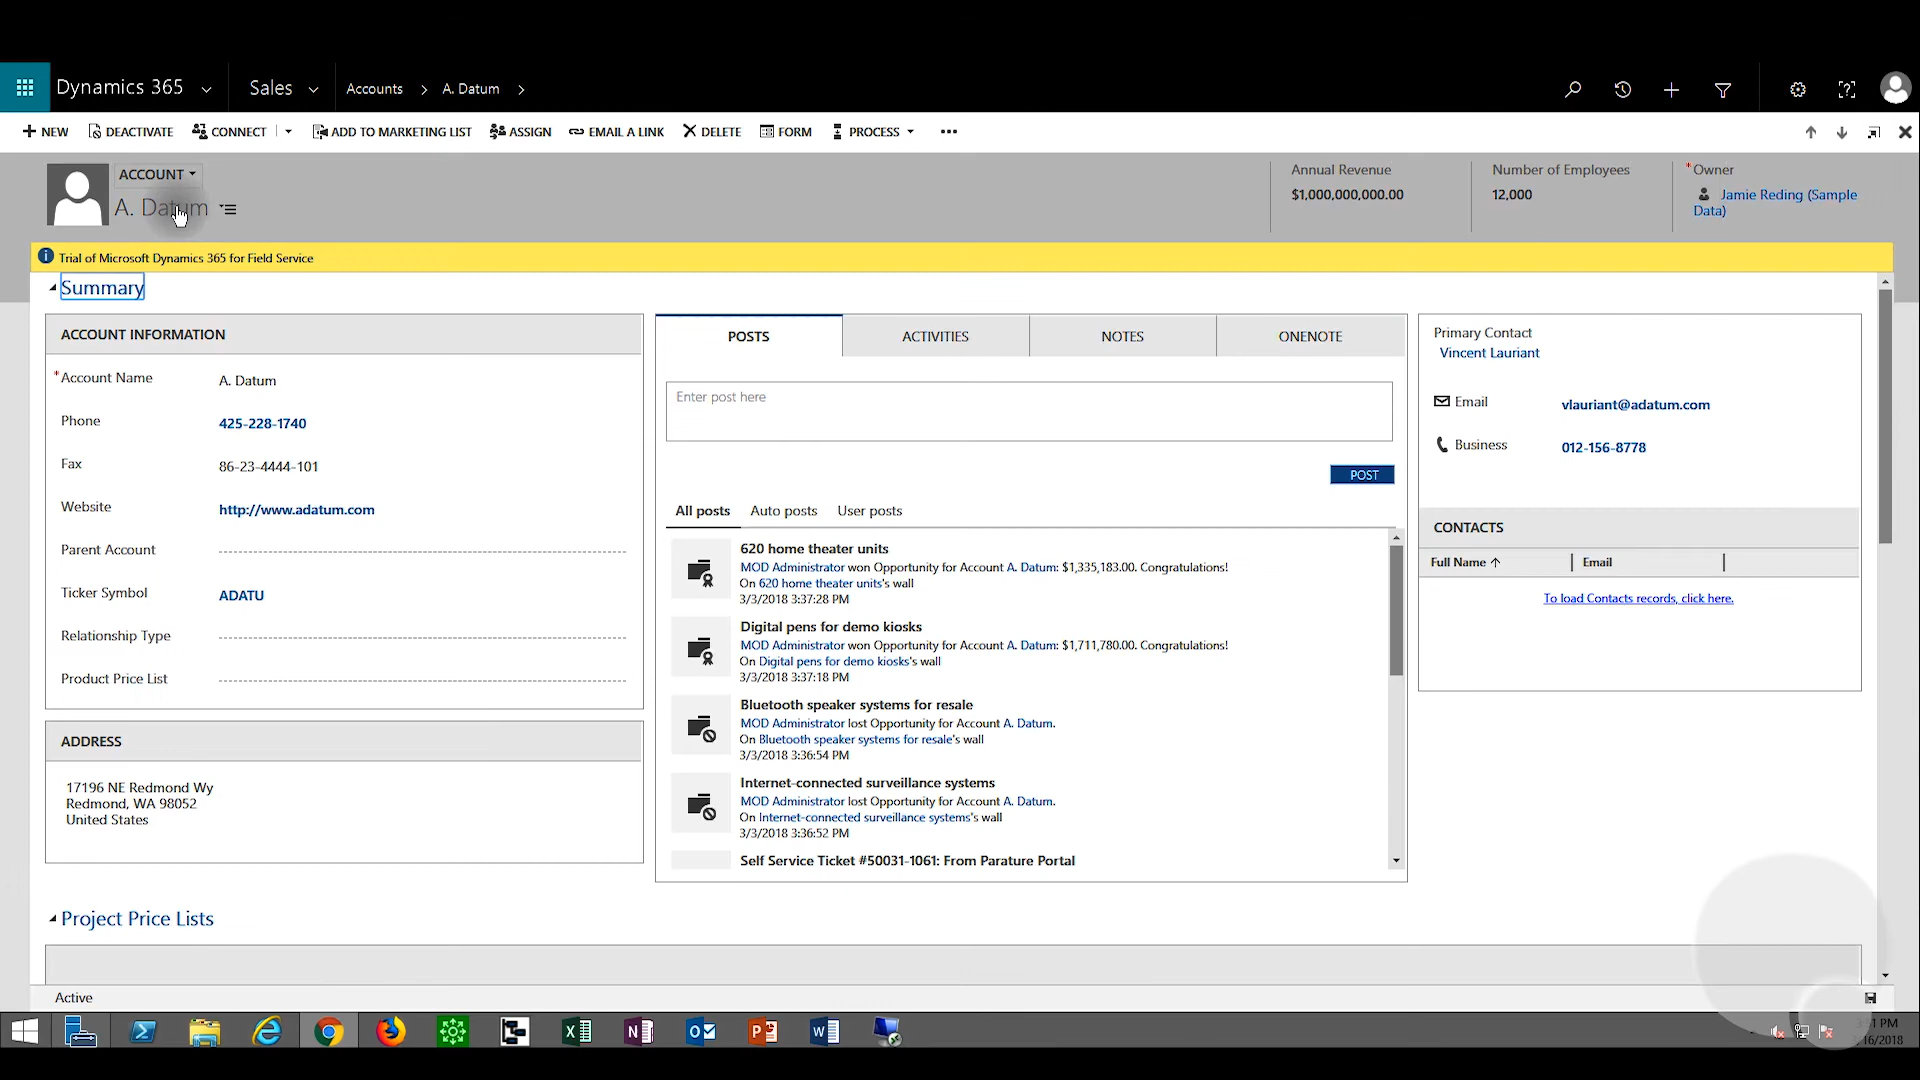 Dynamics 365 Sales Accounts > A. Datum >
NEW DEACTIVATE CONNECT ADD TO MARKETING LIST ASSIGN EMAIL A LINK DELETE FORM PROCESS •••
ACCOUNT
A. Datum
Annual Revenue
$1,000,000,000.00
Number of Employees
12,000
*Owner
Jamie Reding (Sample
Data)
Trial of Microsoft Dynamics 365 for Field Service
Summary
ACCOUNT INFORMATION
*Account Name A. Datum
Phone 425-228-1740
Fax 86-23-4444-101
Website http://www.adatum.com
Parent Account
Ticker Symbol ADATU
Relationship Type
Product Price List
ADDRESS
17196 NE Redmond Wy
Redmond, WA 98052
United States
POSTS ACTIVITIES NOTES ONENOTE
Enter post here
POST
All posts Auto posts User posts
620 home theater units
MOD Administrator won Opportunity for Account A. Datum: $1,335,183.00. Congratulations!
On 620 home theater units's wall
3/3/2018 3:37:28 PM
Digital pens for demo kiosks
MOD Administrator won Opportunity for Account A. Datum: $1,711,780.00. Congratulations!
On Digital pens for demo kiosks's wall
3/3/2018 3:37:18 PM
Bluetooth speaker systems for resale
MOD Administrator lost Opportunity for Account A. Datum.
On Bluetooth speaker systems for resale's wall
3/3/2018 3:36:54 PM
Internet-connected surveillance systems
MOD Administrator lost Opportunity for Account A. Datum.
On Internet-connected surveillance systems's wall
3/3/2018 3:36:52 PM
Self Service Ticket #50031-1061: From Parature Portal
Primary Contact
Vincent Lauriant
Email vlauriant@adatum.com
Business 012-156-8778
CONTACTS
Full Name Email
To load Contacts records, click here.
Project Price Lists
Active
PM